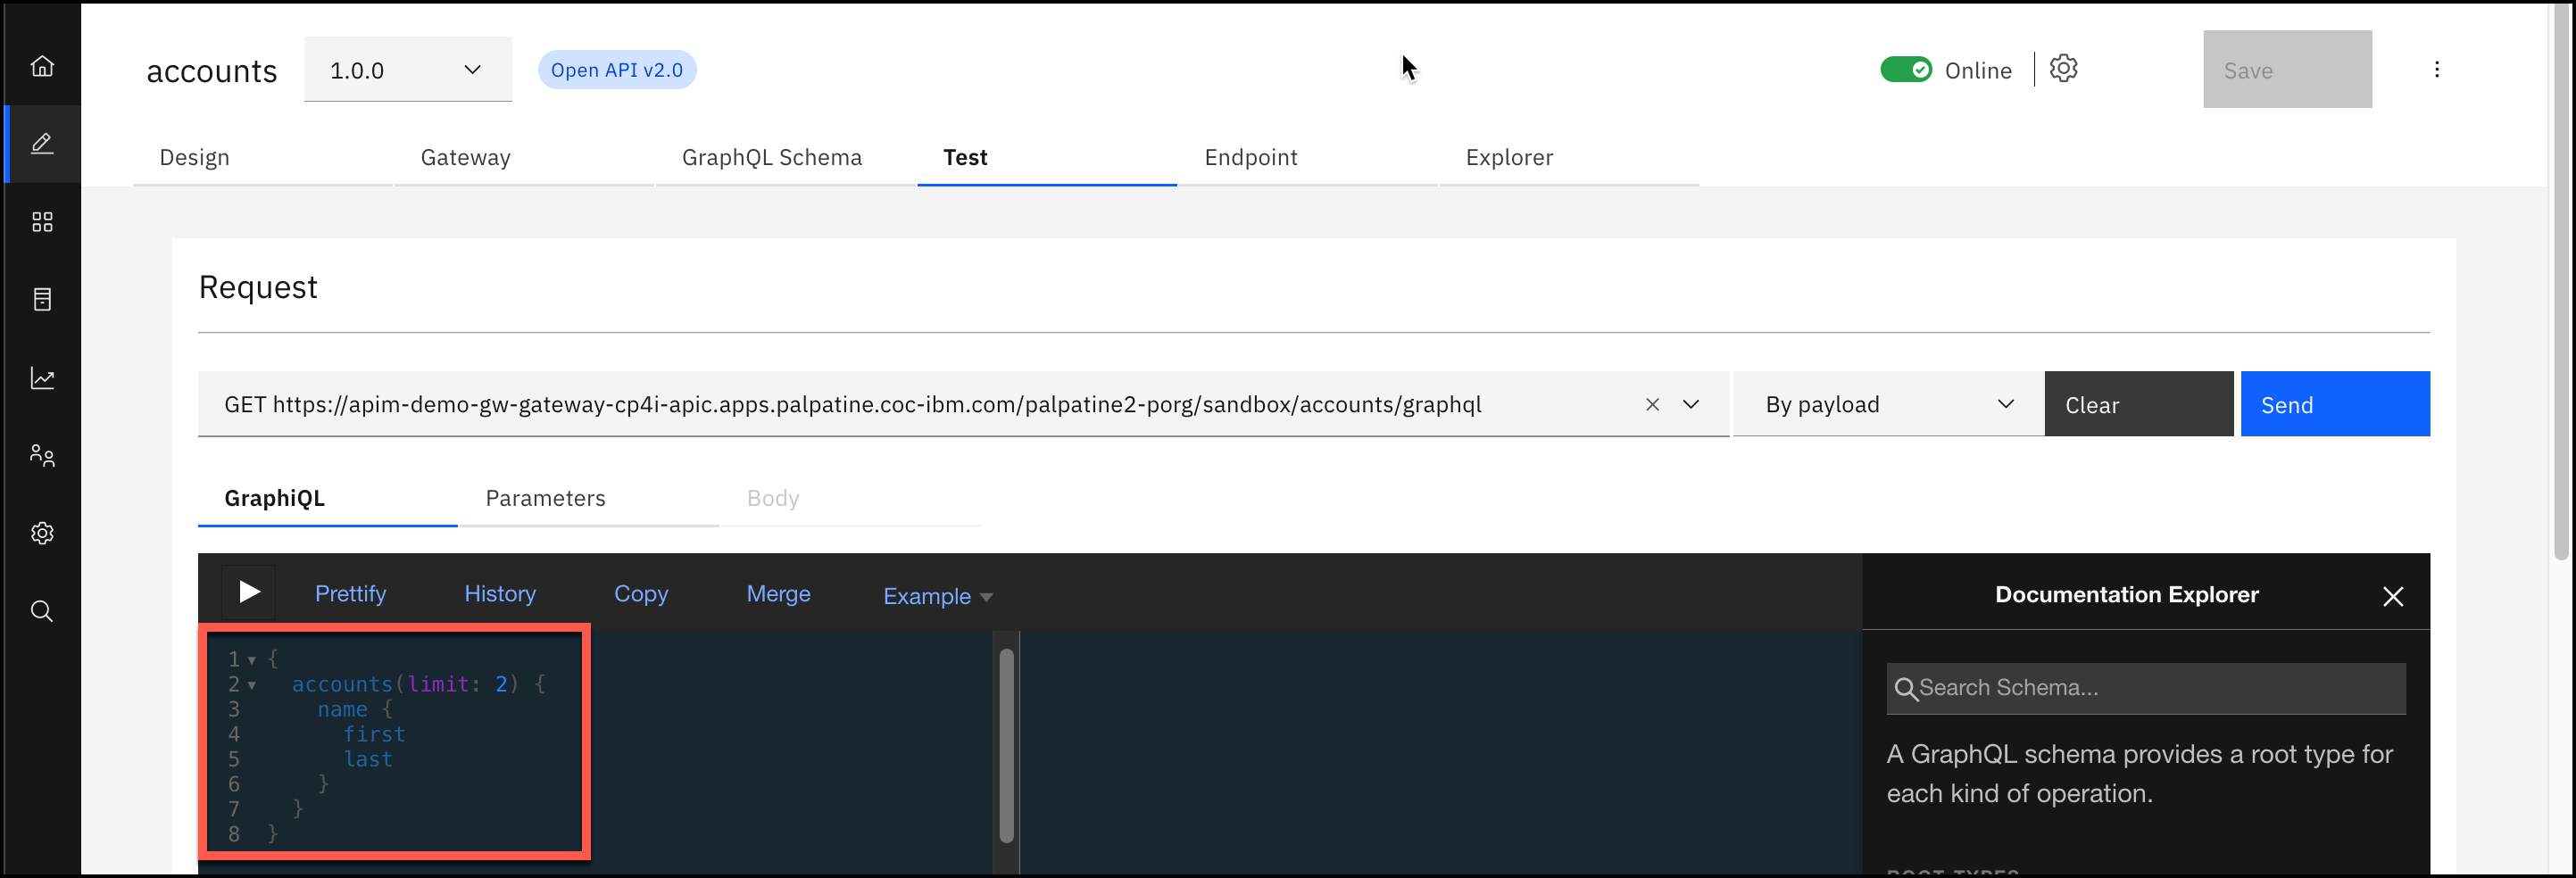 accounts
1.0.0
Open API v2.0
Online
Save
Design
Gateway
GraphQL Schema
Test
Endpoint
Explorer
Request
GET https://apim-demo-gw-gateway-cp4i-apic.apps.palpatine.coc-ibm.com/palpatine2-porg/sandbox/accounts/graphql
By payload
Clear
Send
GraphiQL
Parameters
Body
Prettify
History
Copy
Merge
Example
Documentation Explorer
1 {
2 accounts(limit: 2) {
3 name {
4 first
5 last
6 }
7 }
8 }
Search Schema...
A GraphQL schema provides a root type for
each kind of operation.
ROOT TYPES